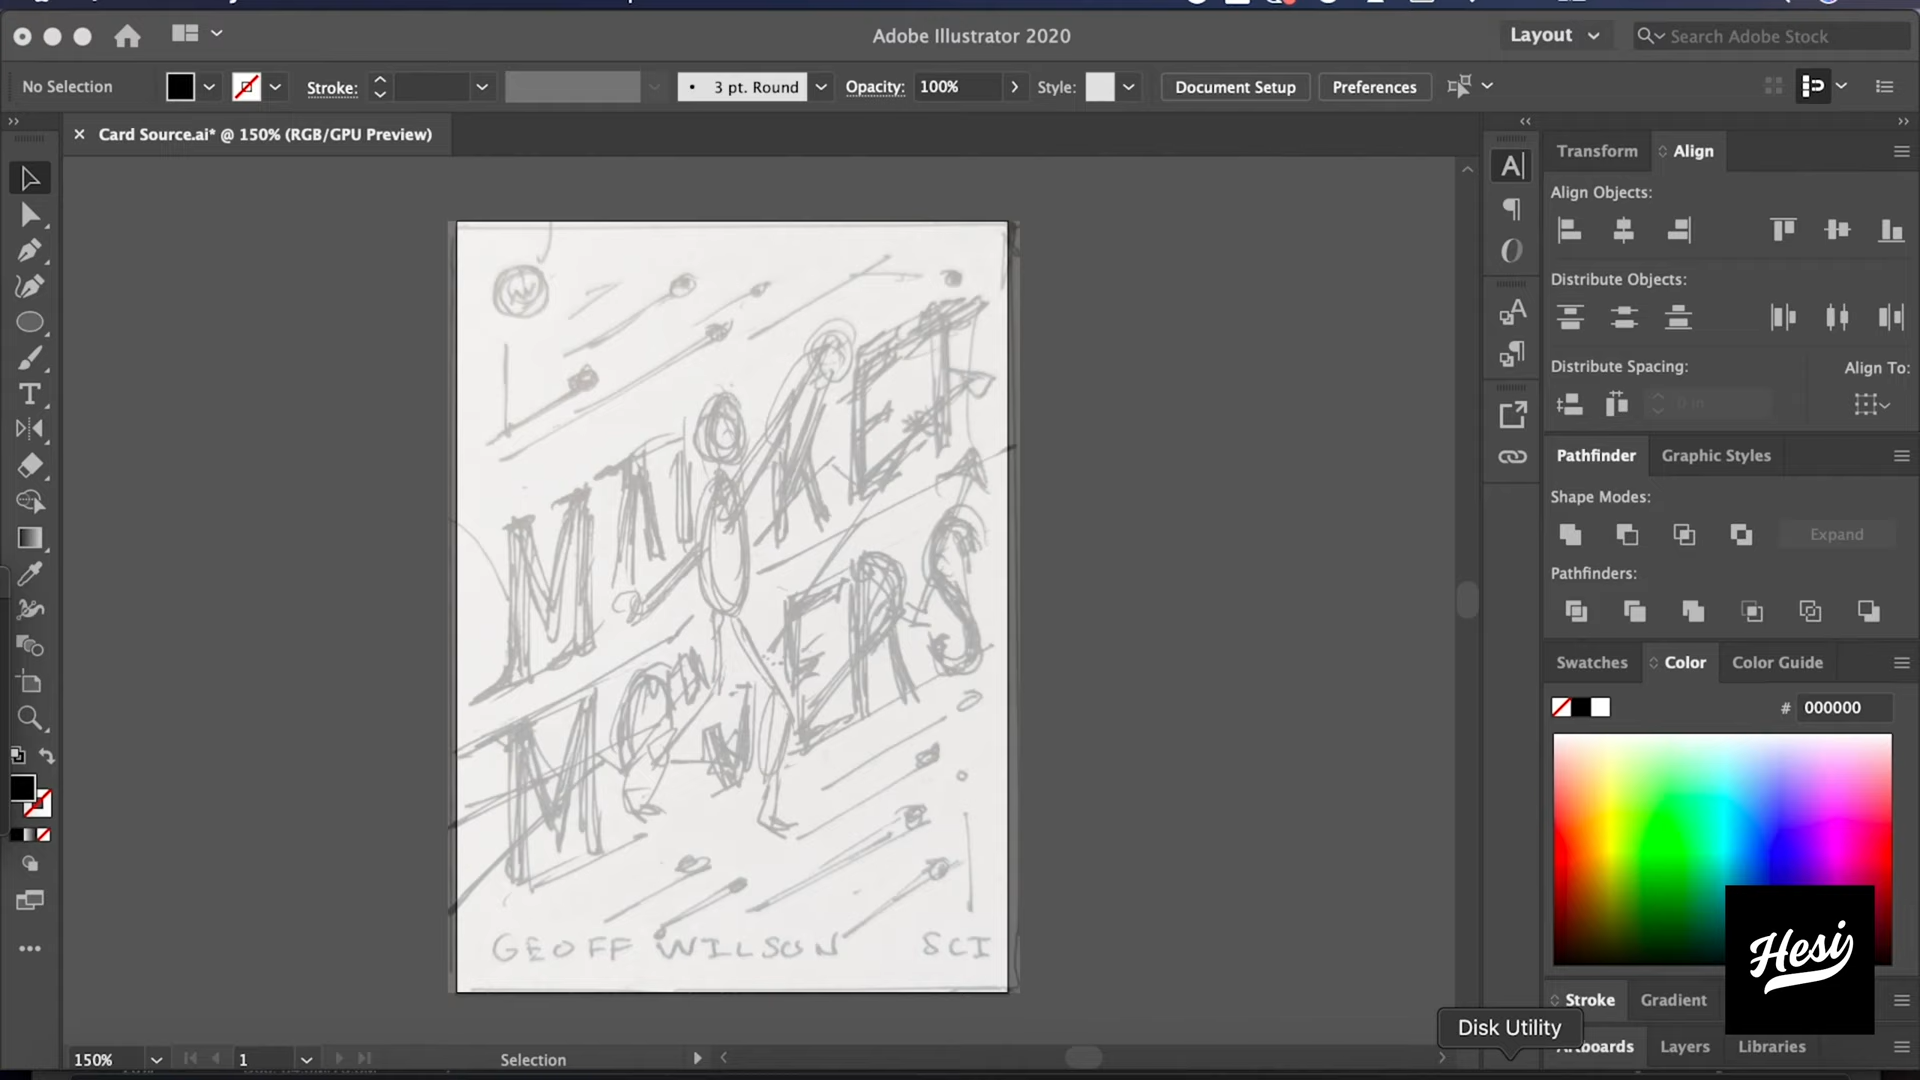 Adobe Illustrator 2020
Layout
Search Adobe Stock
No Selection
Stroke:
3 pt. Round
Opacity:
100%
Style:
Document Setup
Preferences
Card Source.ai* @ 150% (RGB/GPU Preview)
Transform
Align
Align Objects:
Distribute Objects:
Distribute Spacing:
Align To:
0 in
Pathfinder
Graphic Styles
Shape Modes:
Expand
Pathfinders:
Swatches
Color
Color Guide
# 000000
W
MARKET
MOVERS
GEOFF WILSON SCI
Hesi
Stroke
Gradient
Disk Utility
Artboards
Layers
Libraries
150%
1
Selection